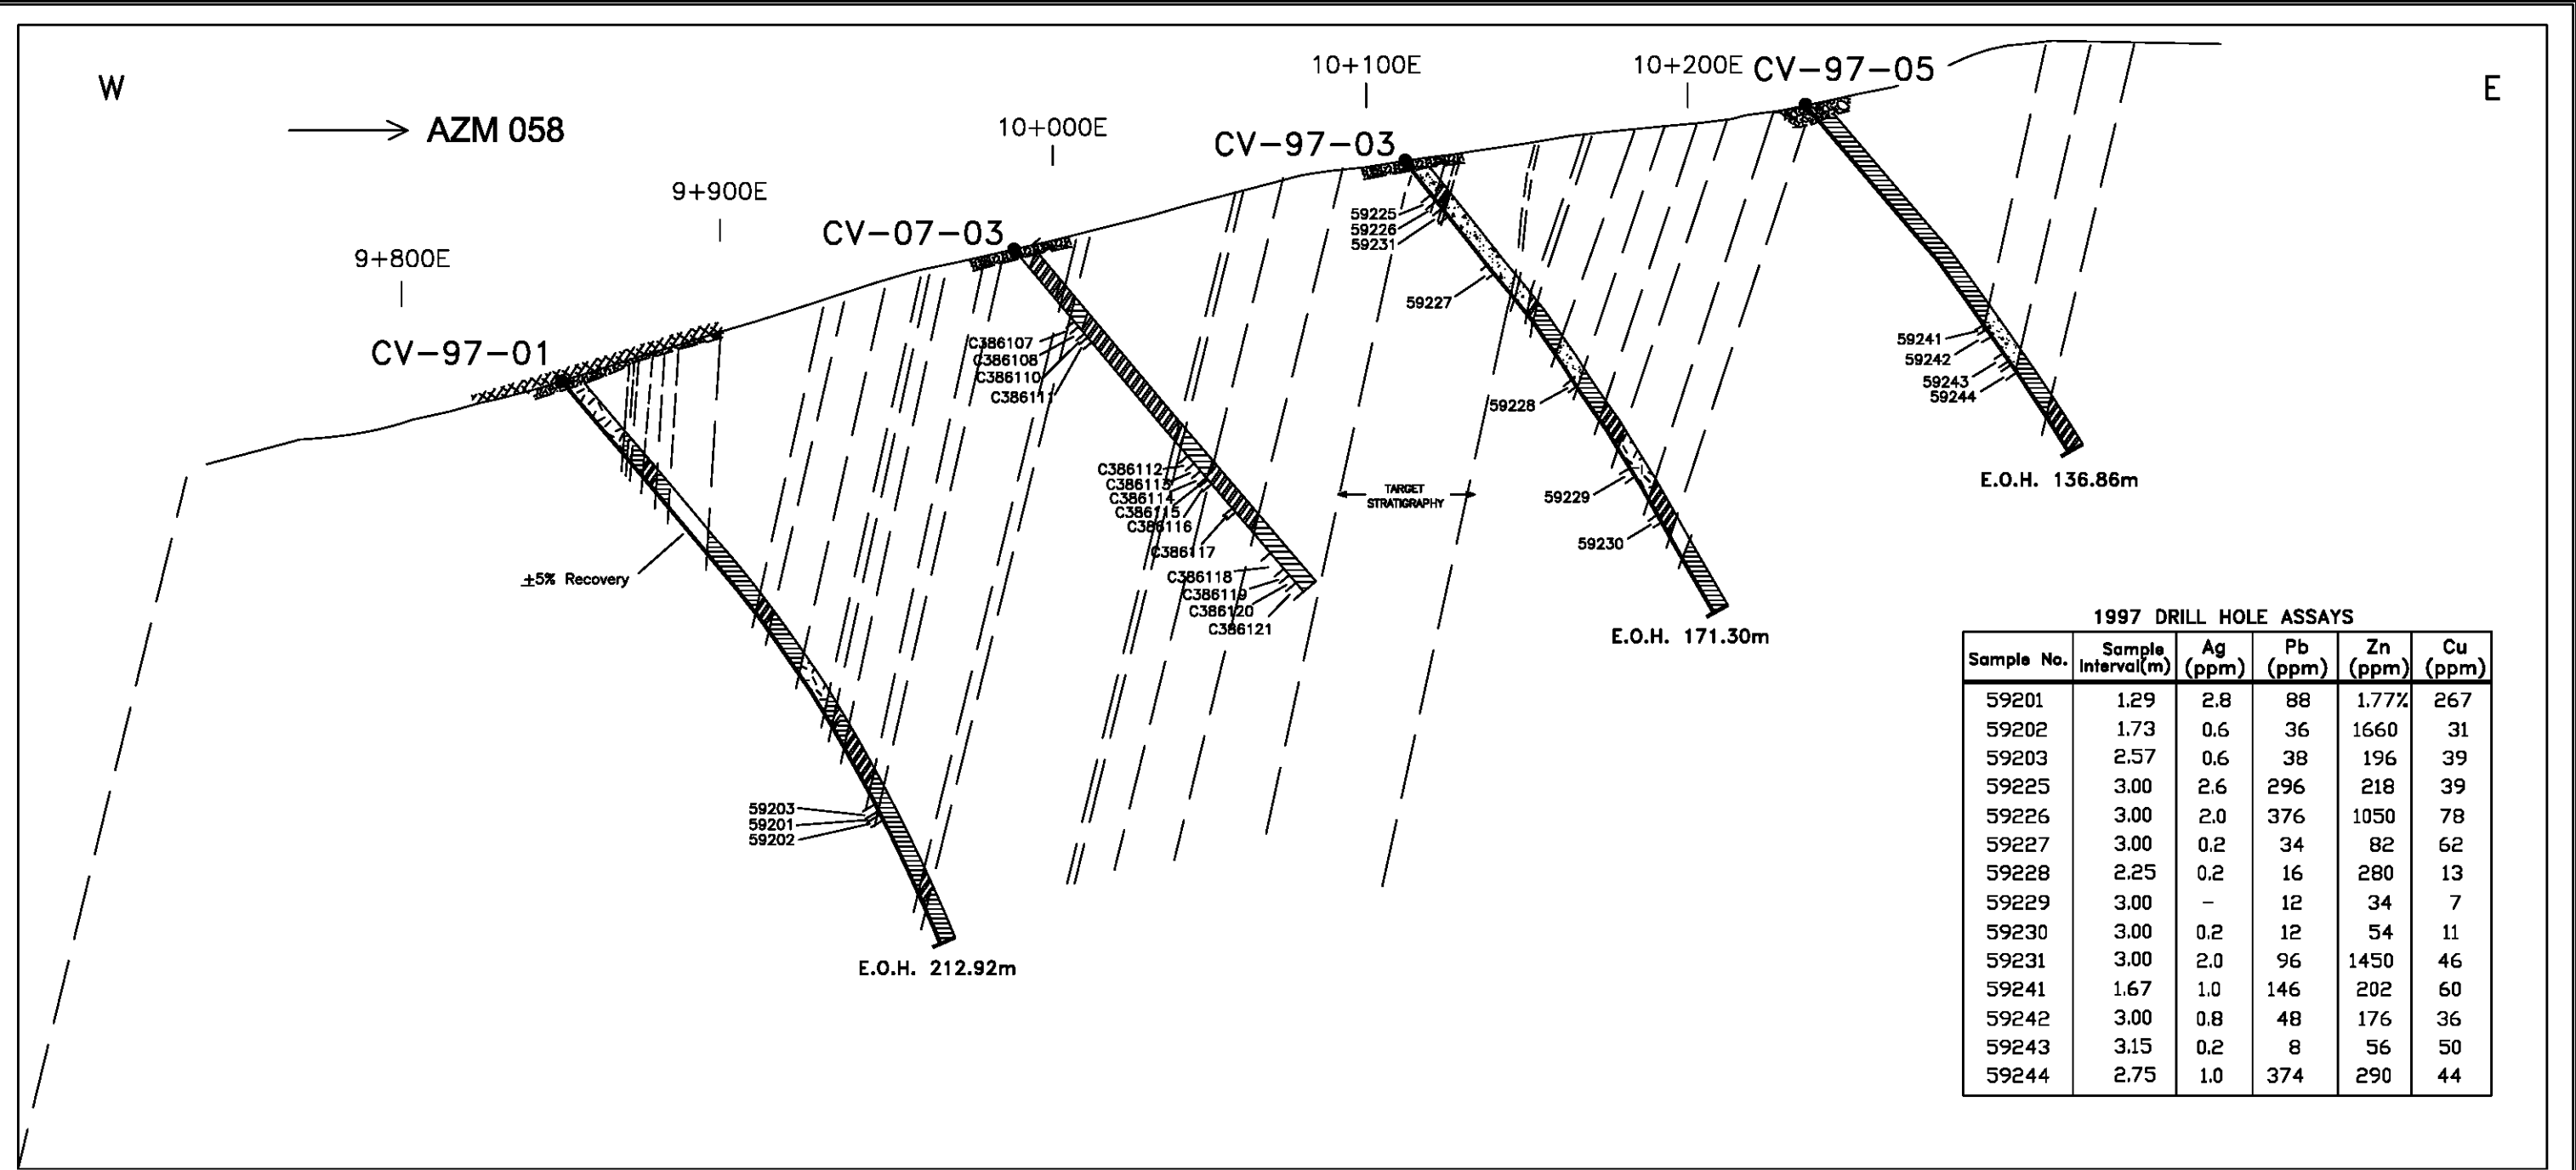 W
E
AZM 058
9+800E
9+900E
10+000E
10+100E
10+200E
CV-97-01
CV-07-03
CV-97-03
CV-97-05
±5% Recovery
59203
59201
59202
E.O.H. 212.92m
C386107
C386108
C386110
C386111
C386112
C386113
C386114
C386115
C386116
C386117
C386118
C386119
C386120
C386121
TARGET
STRATIGRAPHY
59225
59226
59231
59227
59228
59229
59230
E.O.H. 171.30m
59241
59242
59243
59244
E.O.H. 136.86m
1997 DRILL HOLE ASSAYS
Sample No. Sample Interval(m) Ag (ppm) Pb (ppm) Zn (ppm) Cu (ppm)
59201 1.29 2.8 88 1.77% 267
59202 1.73 0.6 36 1660 31
59203 2.57 0.6 38 196 39
59225 3.00 2.6 296 218 39
59226 3.00 2.0 376 1050 78
59227 3.00 0.2 34 82 62
59228 2.25 0.2 16 280 13
59229 3.00 - 12 34 7
59230 3.00 0.2 12 54 11
59231 3.00 2.0 96 1450 46
59241 1.67 1.0 146 202 60
59242 3.00 0.8 48 176 36
59243 3.15 0.2 8 56 50
59244 2.75 1.0 374 290 44